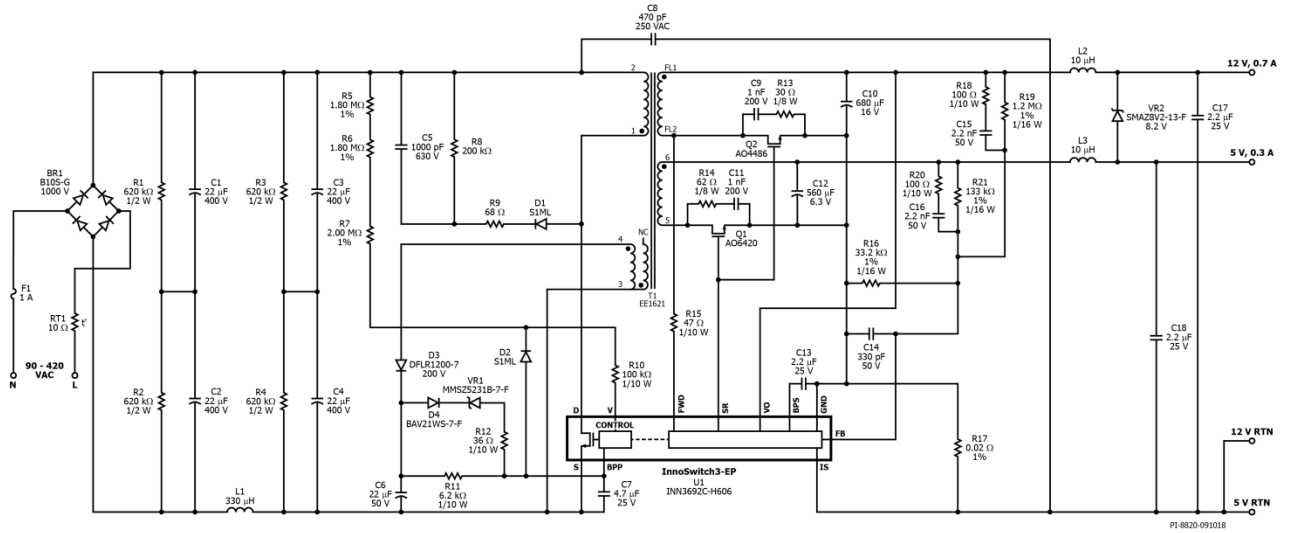 C8
470 pF
250 VAC
L2
10 μH
12 V, 0.7 A
2
FL1
1
FL2
R5
1.80 MΩ
1%
R6
1.80 MΩ
1%
C5
1000 pF
630 V
R8
200 kΩ
C9
1 nF
200 V
R13
30 Ω
1/8 W
C10
680 μF
16 V
R18
100 Ω
1/10 W
C15
2.2 nF
50 V
R19
1.2 MΩ
1%
1/16 W
VR2
SMAZ8V2-13-F
8.2 V
C17
2.2 μF
25 V
Q2
AO4486
6
L3
10 μH
5 V, 0.3 A
BR1
B10S-G
1000 V
R1
620 kΩ
1/2 W
C1
22 μF
400 V
R3
620 kΩ
1/2 W
C3
22 μF
400 V
R14
62 Ω
1/8 W
C11
1 nF
200 V
C12
560 μF
6.3 V
R20
100 Ω
1/10 W
C16
2.2 nF
50 V
R21
133 kΩ
1%
1/16 W
R7
2.00 MΩ
1%
R9
68 Ω
D1
S1ML
5
Q1
AO6420
4
NC
3
T1
EE1621
R16
33.2 kΩ
1%
1/16 W
F1
1 A
RT1
10 Ω
t°
90 - 420
VAC
N
L
R15
47 Ω
1/10 W
C14
330 pF
50 V
C18
2.2 μF
25 V
D3
DFLR1200-7
200 V
D2
S1ML
R10
100 kΩ
1/10 W
C13
2.2 μF
25 V
R2
620 kΩ
1/2 W
C2
22 μF
400 V
R4
620 kΩ
1/2 W
C4
22 μF
400 V
VR1
MMSZ5231B-7-F
D4
BAV21WS-7-F
R12
36 Ω
1/10 W
D
V
FWD
SR
VO
BPS
GND
CONTROL
FB
S
BPP
IS
InnoSwitch3-EP
U1
INN3692C-H606
R17
0.02 Ω
1%
12 V RTN
L1
330 μH
C6
22 μF
50 V
R11
6.2 kΩ
1/10 W
C7
4.7 μF
25 V
5 V RTN
PI-8820-091018